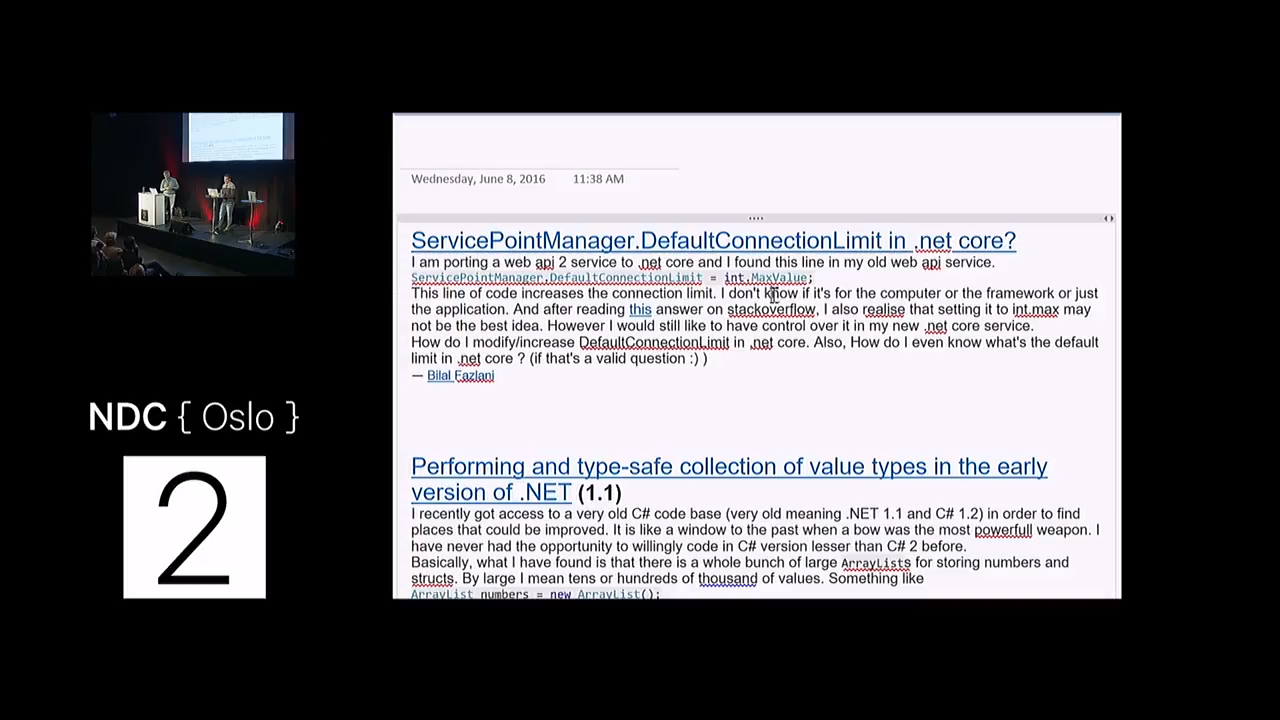 Wednesday, June 8, 2016 11:38 AM
ServicePointManager.DefaultConnectionLimit in .net core?
I am porting a web api 2 service to .net core and I found this line in my old web api service.
ServicePointManager.DefaultConnectionLimit = int.MaxValue;
This line of code increases the connection limit. I don't know if it's for the computer or the framework or just
the application. And after reading this answer on stackoverflow, I also realise that setting it to int.max may
not be the best idea. However I would still like to have control over it in my new .net core service.
How do I modify/increase DefaultConnectionLimit in .net core. Also, How do I even know what's the default
limit in .net core ? (if that's a valid question :) )
— Bilal Fazlani
NDC { Oslo }
2
Performing and type-safe collection of value types in the early
version of .NET (1.1)
I recently got access to a very old C# code base (very old meaning .NET 1.1 and C# 1.2) in order to find
places that could be improved. It is like a window to the past when a bow was the most powerfull weapon. I
have never had the opportunity to willingly code in C# version lesser than C# 2 before.
Basically, what I have found is that there is a whole bunch of large ArrayLists for storing numbers and
structs. By large I mean tens or hundreds of thousand of values. Something like
ArrayList numbers = new ArrayList();